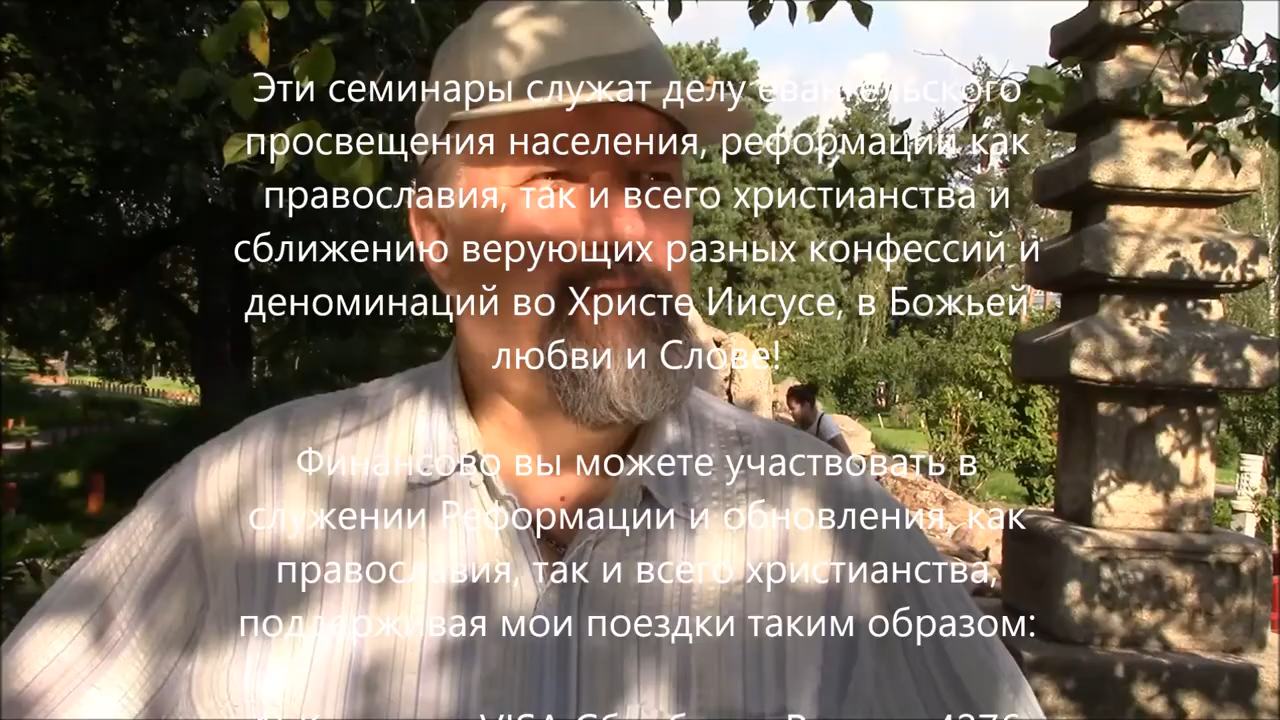 Эти семинары служат делу евангельского
просвещения населения, реформации как
православия, так и всего христианства и
сближению верующих разных конфессий и
деноминаций во Христе Иисусе, в Божьей
любви и Слове!
Финансово вы можете участвовать в
служении Реформации и обновления, как
православия, так и всего христианства,
поддерживая мои поездки таким образом:
VISA